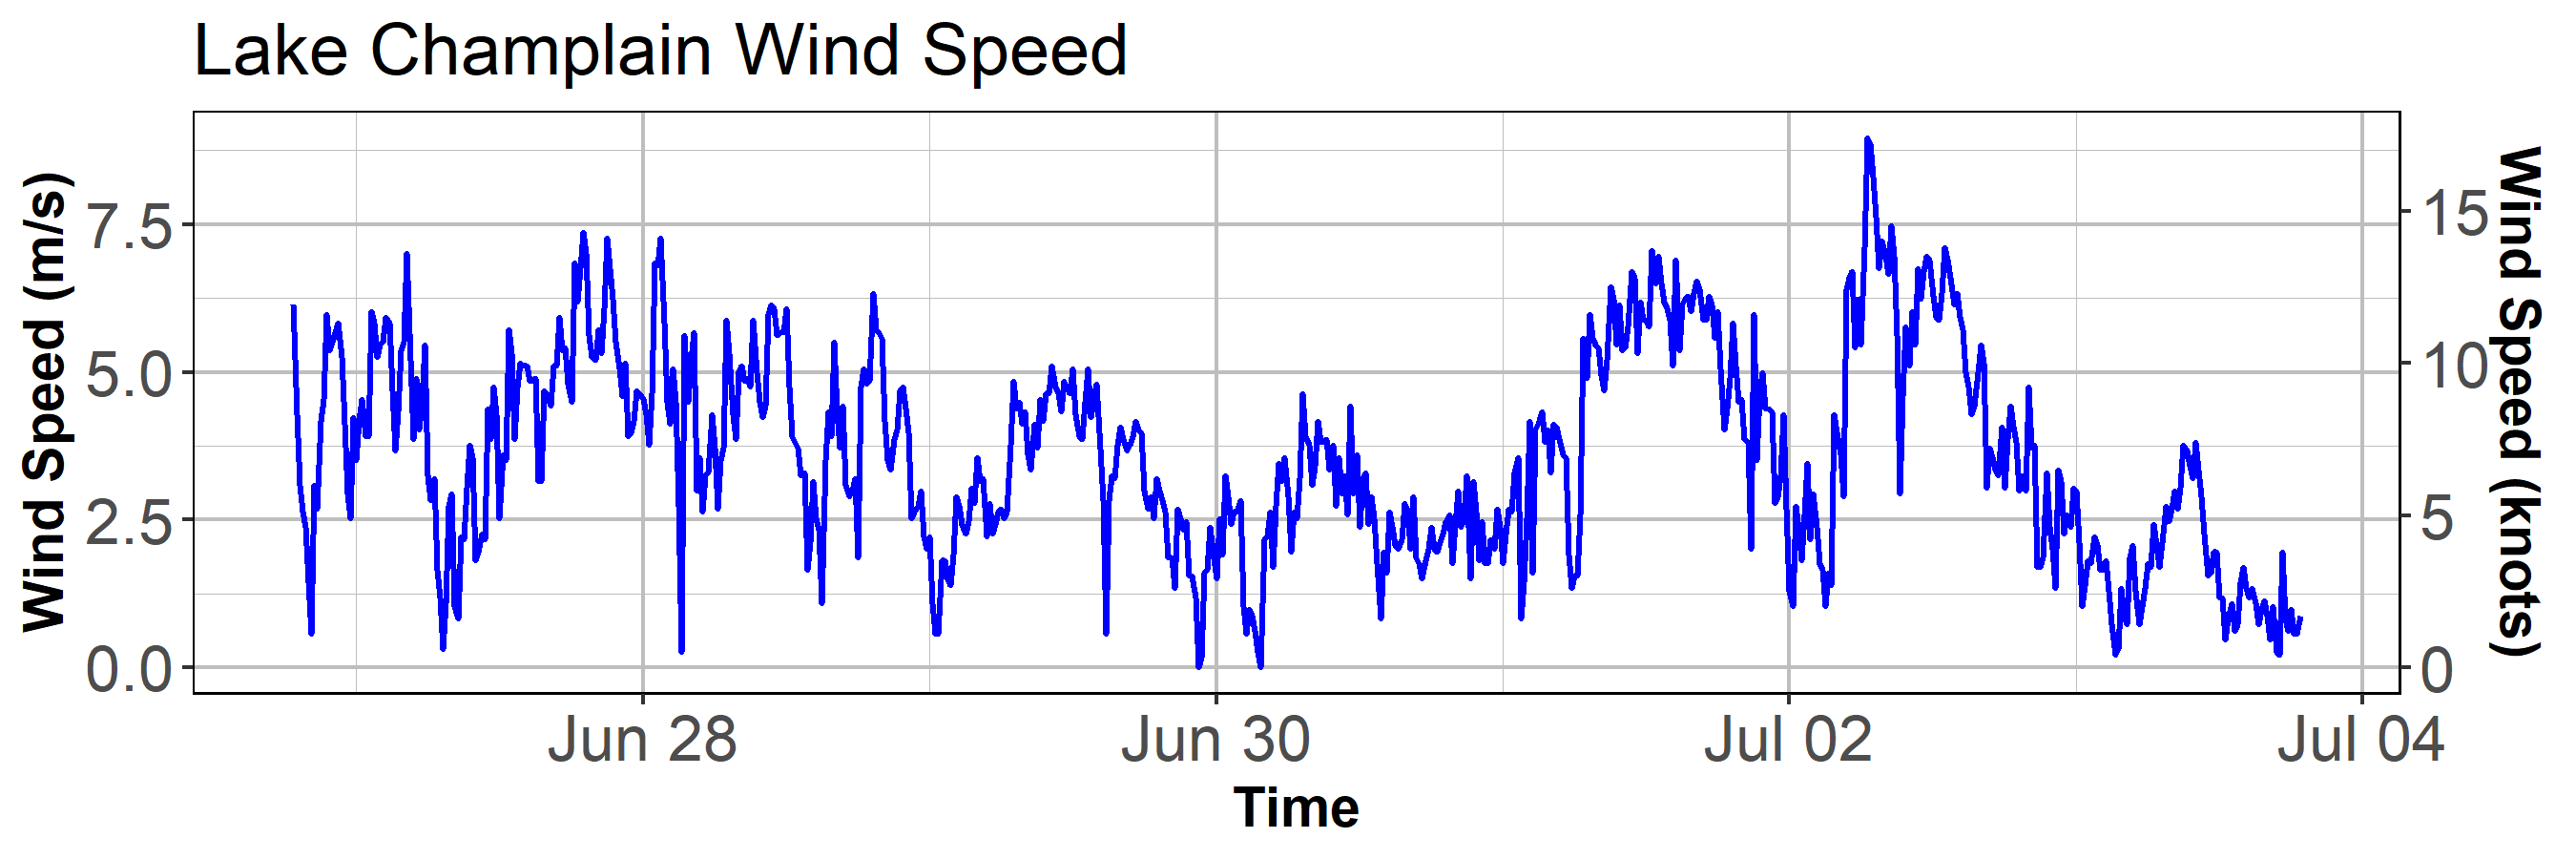 Lake Champlain Wind Speed
Wind Speed (m/s)
7.5
5.0
2.5
0.0
15
10
5
0
Wind Speed (knots)
Jun 28
Jun 30
Jul 02
Jul 04
Time